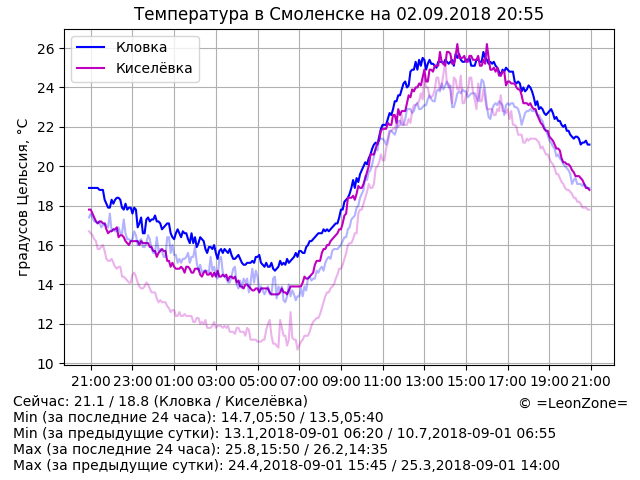 Температура в Смоленске на 02.09.2018 20:55
Кловка
Киселёвка
градусов Цельсия, °C
26
24
22
20
18
16
14
12
10
21:00 23:00 01:00 03:00 05:00 07:00 09:00 11:00 13:00 15:00 17:00 19:00 21:00
Сейчас: 21.1 / 18.8 (Кловка / Киселёвка)
© =LeonZone=
Min (за последние 24 часа): 14.7,05:50 / 13.5,05:40
Min (за предыдущие сутки): 13.1,2018-09-01 06:20 / 10.7,2018-09-01 06:55
Max (за последние 24 часа): 25.8,15:50 / 26.2,14:35
Max (за предыдущие сутки): 24.4,2018-09-01 15:45 / 25.3,2018-09-01 14:00